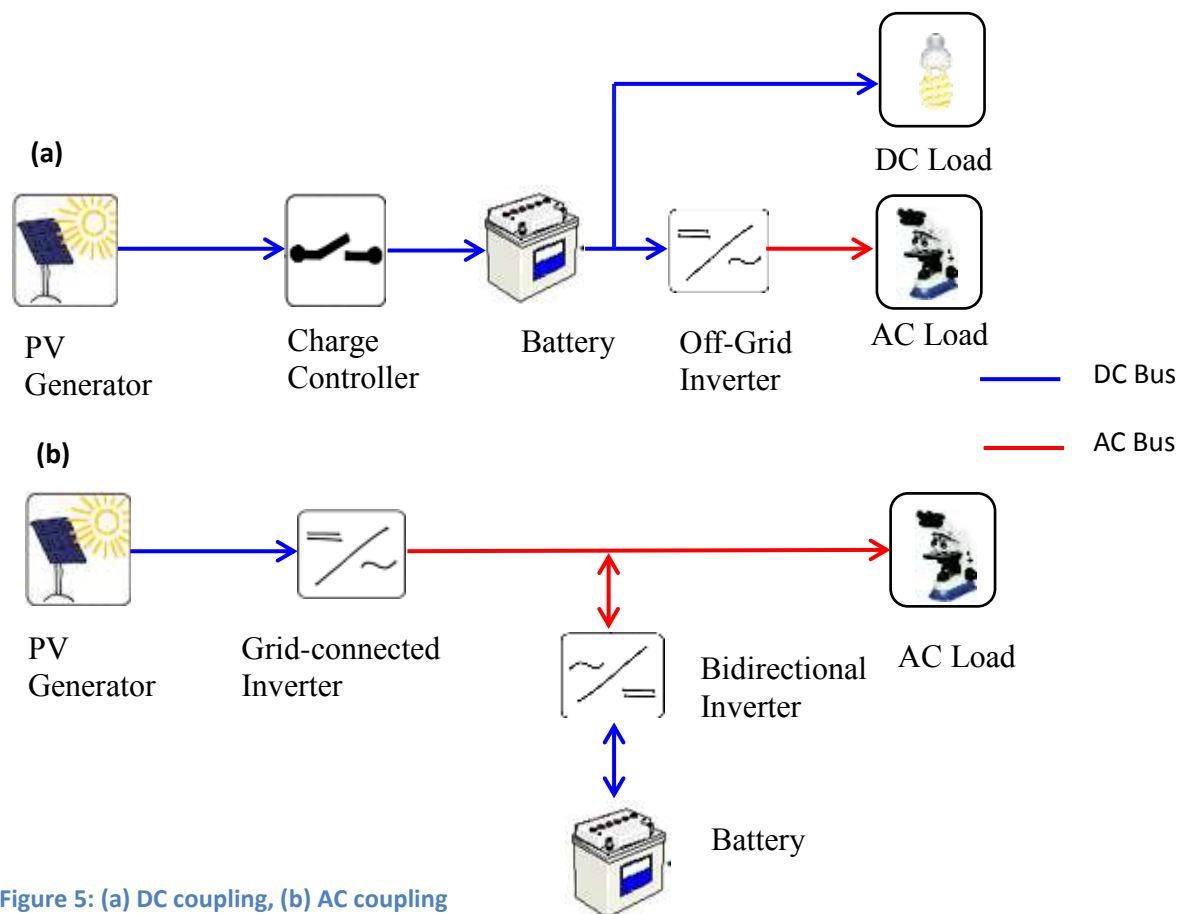 DC Load
(a)
PV
Generator
Charge
Controller
Battery
Off-Grid
Inverter
AC Load
DC Bus
AC Bus
(b)
PV
Generator
Grid-connected
Inverter
Bidirectional
Inverter
AC Load
Battery
Figure 5: (a) DC coupling, (b) AC coupling